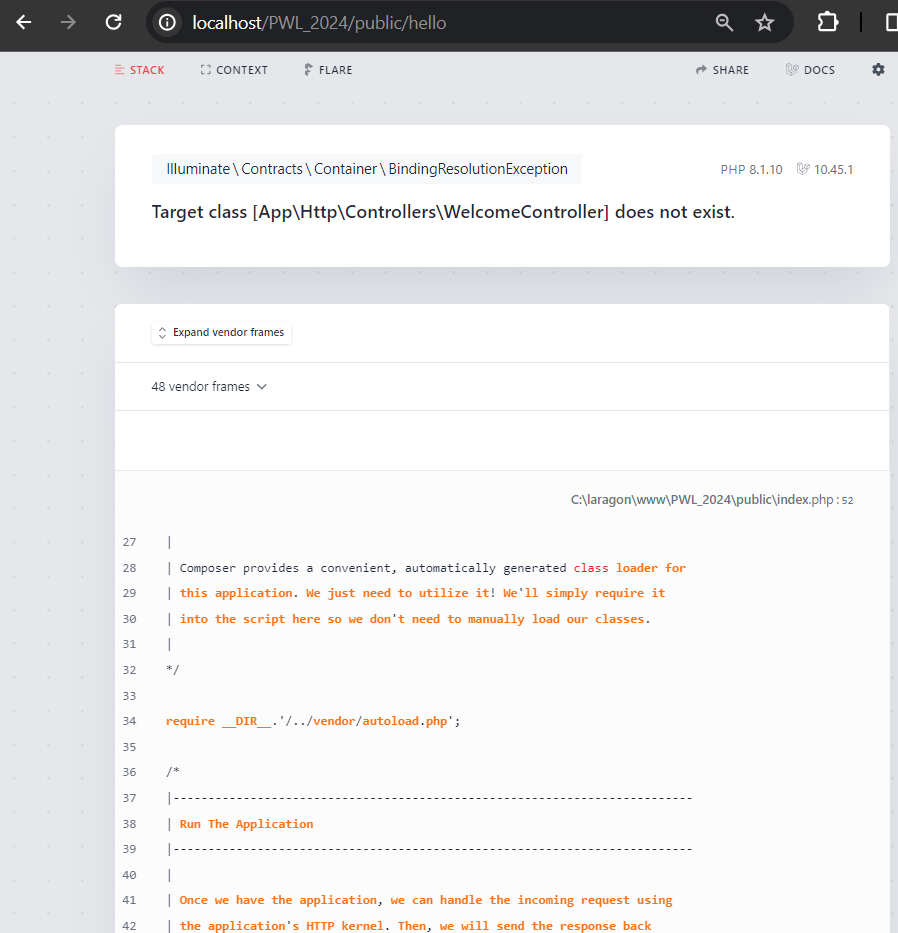 localhost/PWL_2024/public/hello
STACK CONTEXT FLARE SHARE DOCS
Illuminate\Contracts\Container\BindingResolutionException PHP 8.1.10 10.45.1
Target class [App\Http\Controllers\WelcomeController] does not exist.
Expand vendor frames
48 vendor frames
C:\laragon\www\PWL_2024\public\index.php : 52
27 |
28 | Composer provides a convenient, automatically generated class loader for
29 | this application. We just need to utilize it! We'll simply require it
30 | into the script here so we don't need to manually load our classes.
31 |
32 */
33
34 require __DIR__.'/../vendor/autoload.php';
35
36 /*
37 |--------------------------------------------------------------------------
38 | Run The Application
39 |--------------------------------------------------------------------------
40 |
41 | Once we have the application, we can handle the incoming request using
42 | the application's HTTP kernel. Then, we will send the response back